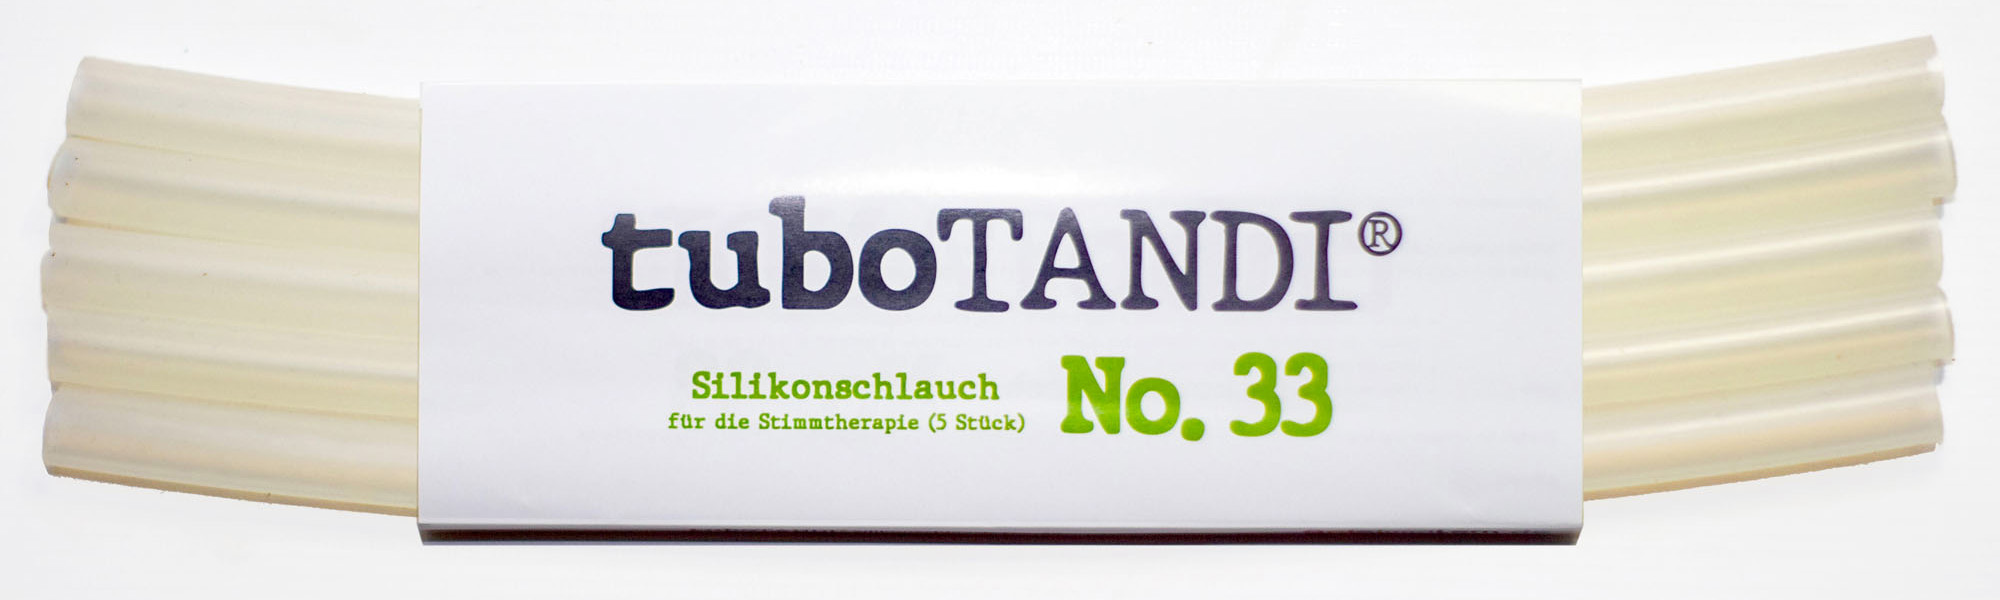 tuboTANDI®
Silikonschlauch
für die Stimmtherapie (5 Stück)
No. 33